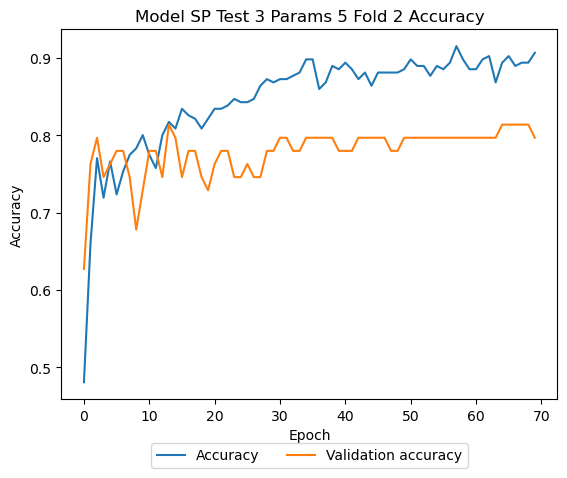 Model SP Test 3 Params 5 Fold 2 Accuracy
Accuracy
0.9
0.8
0.7
0.6
0.5
0 10 20 30 40 50 60 70
Epoch
Accuracy Validation accuracy